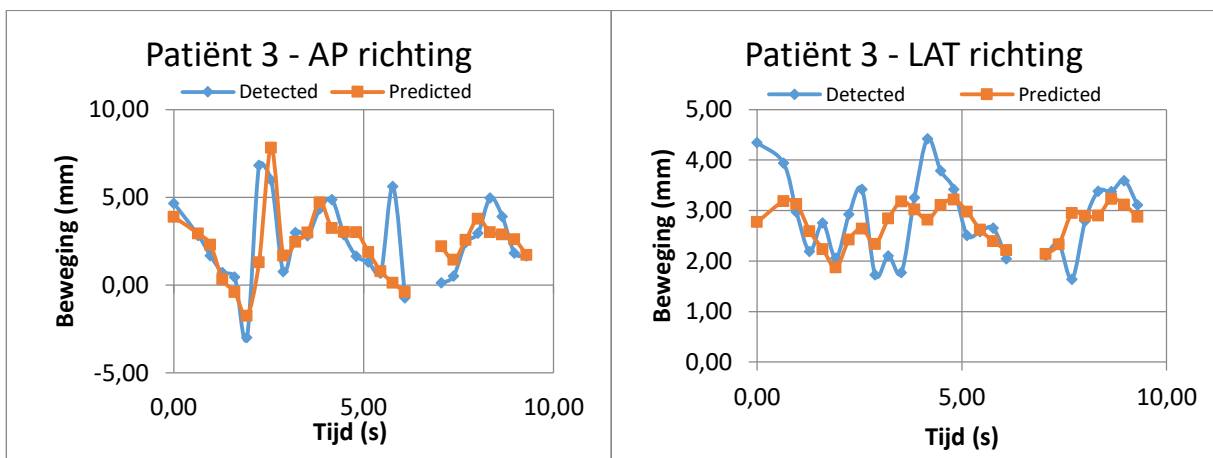 Patiënt 3 - AP richting
Detected Predicted
10,00
5,00
0,00
-5,00
Beweging (mm)
0,00 5,00 10,00
Tijd (s)
Patiënt 3 - LAT richting
Detected Predicted
5,00
4,00
3,00
2,00
1,00
0,00
Beweging (mm)
0,00 5,00 10,00
Tijd (s)